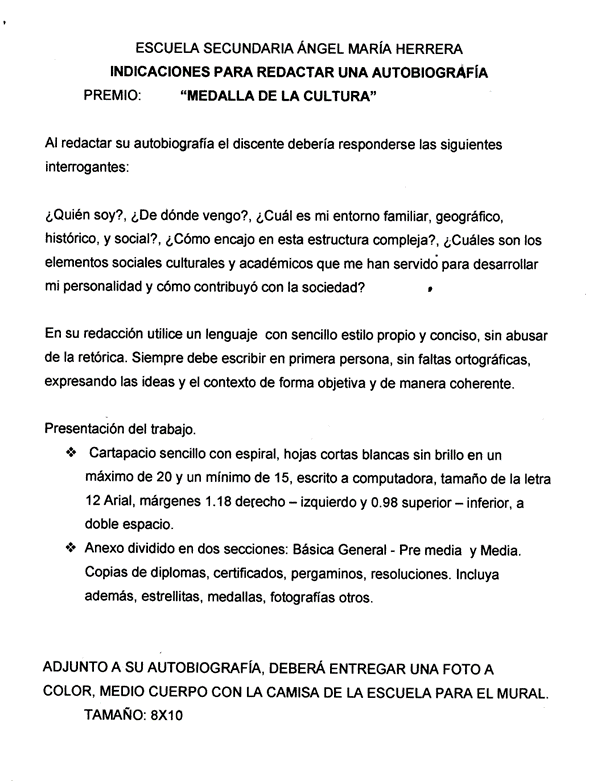 ESCUELA SECUNDARIA ÁNGEL MARÍA HERRERA
INDICACIONES PARA REDACTAR UNA AUTOBIOGRÁFÍA
PREMIO: “MEDALLA DE LA CULTURA”
Al redactar su autobiografía el discente debería responderse las siguientes
interrogantes:
¿Quién soy?, ¿De dónde vengo?, ¿Cuál es mi entorno familiar, geográfico,
histórico, y social?, ¿Cómo encajo en esta estructura compleja?, ¿Cuáles son los
elementos sociales culturales y académicos que me han servido para desarrollar
mi personalidad y cómo contribuyó con la sociedad?
En su redacción utilice un lenguaje con sencillo estilo propio y conciso, sin abusar
de la retórica. Siempre debe escribir en primera persona, sin faltas ortográficas,
expresando las ideas y el contexto de forma objetiva y de manera coherente.
Presentación del trabajo.
❖ Cartapacio sencillo con espiral, hojas cortas blancas sin brillo en un
máximo de 20 y un mínimo de 15, escrito a computadora, tamaño de la letra
12 Arial, márgenes 1.18 derecho – izquierdo y 0.98 superior – inferior, a
doble espacio.
❖ Anexo dividido en dos secciones: Básica General - Pre media y Media.
Copias de diplomas, certificados, pergaminos, resoluciones. Incluya
además, estrellitas, medallas, fotografías otros.
ADJUNTO A SU AUTOBIOGRAFÍA, DEBERÁ ENTREGAR UNA FOTO A
COLOR, MEDIO CUERPO CON LA CAMISA DE LA ESCUELA PARA EL MURAL.
TAMAÑO: 8X10